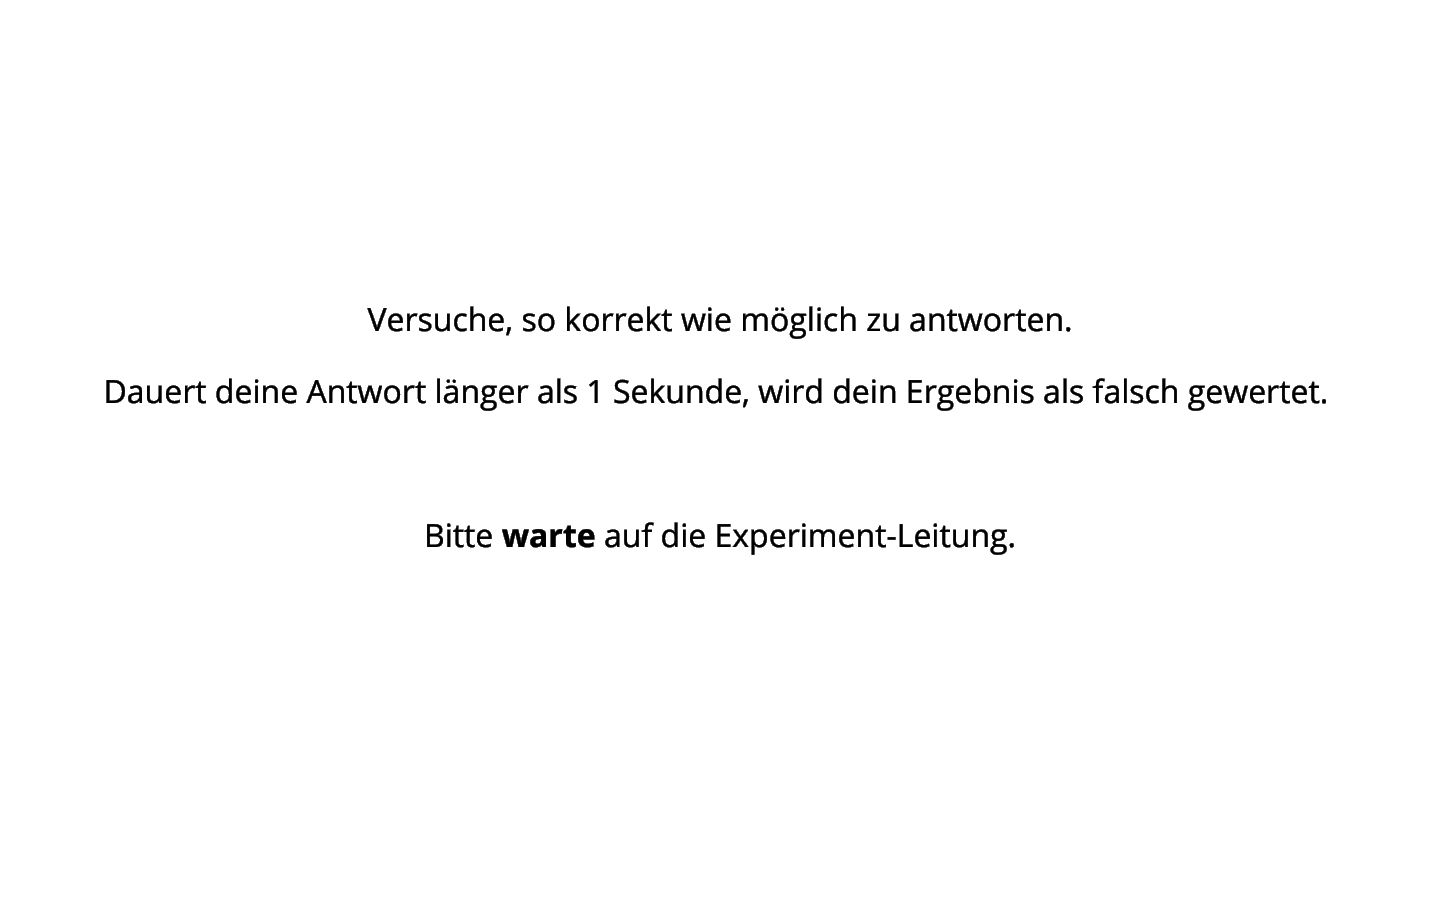 Versuche, so korrekt wie möglich zu antworten.
Dauert deine Antwort länger als 1 Sekunde, wird dein Ergebnis als falsch gewertet.
Bitte warte auf die Experiment-Leitung.